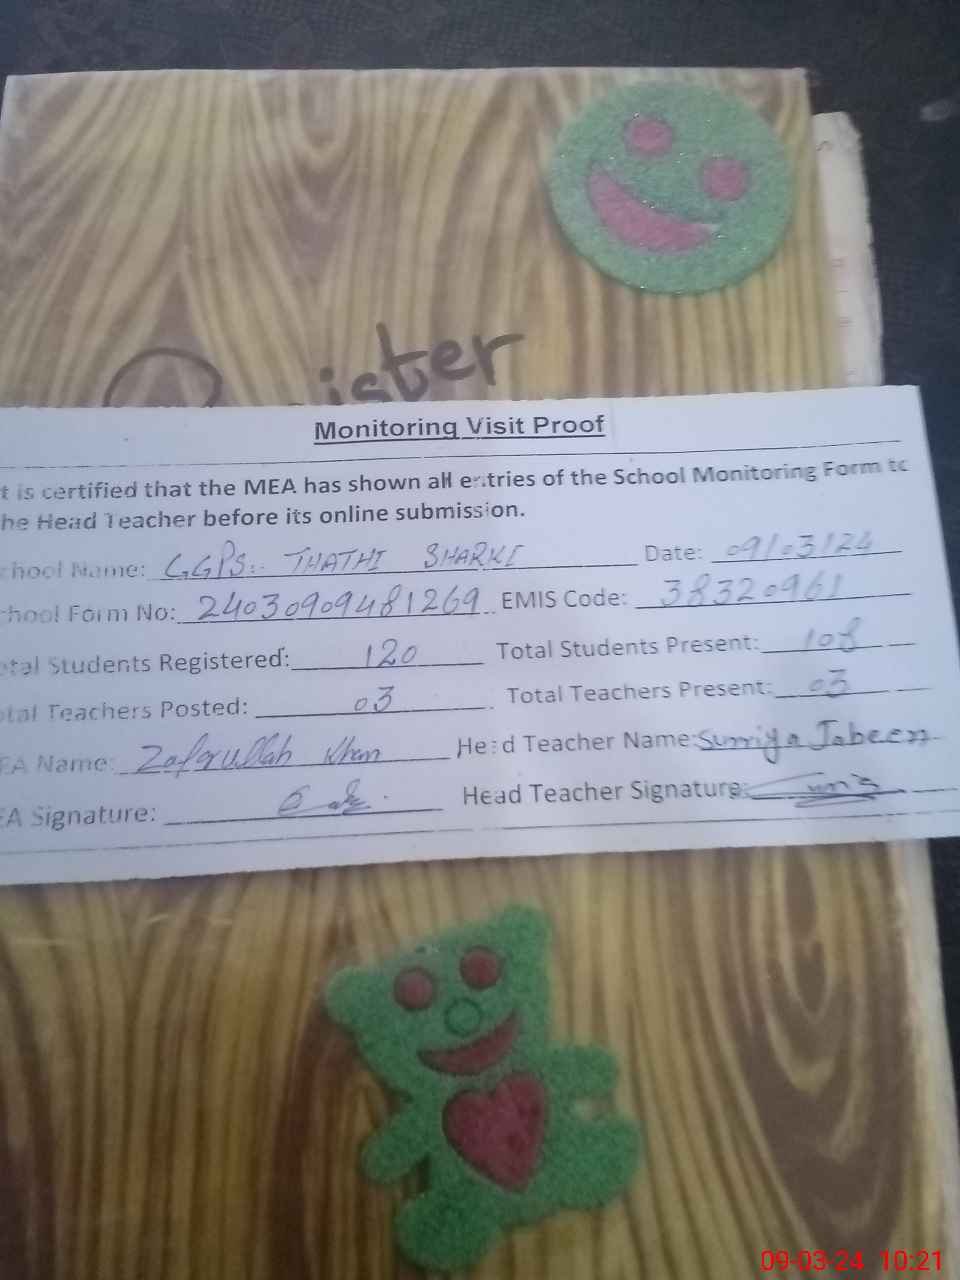 ister
Monitoring Visit Proof
t is certified that the MEA has shown all entries of the School Monitoring Form to
he Head Teacher before its online submission.
chool Name: GGPS: THATHI SHARKI Date: 09/03/24
chool Form No: 24030909481269 EMIS Code: 38320961
otal Students Registered: 120 Total Students Present: 108
otal Teachers Posted: 03 Total Teachers Present: 03
EA Name: Zafarullah Khan Head Teacher Name: Sumiya Jabeen
EA Signature: Head Teacher Signature:
09-03-24 10:21